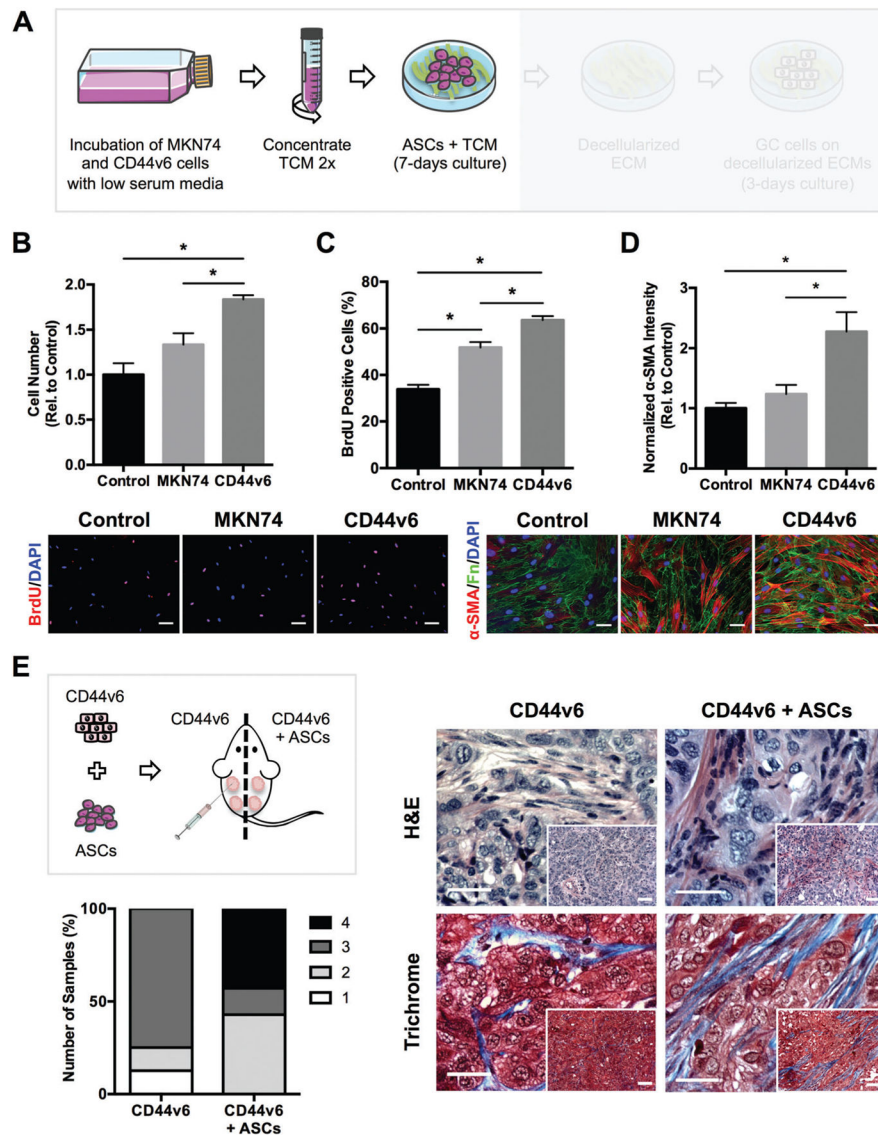 A
Incubation of MKN74
and CD44v6 cells
with low serum media
Concentrate
TCM 2x
ASCs + TCM
(7-days culture)
Decellularized
ECM
GC cells on
decellularized ECMs
(3-days culture)
B
*
*
Cell Number
(Rel. to Control)
2.0
1.5
1.0
0.5
0.0
Control MKN74 CD44v6
C
*
*
*
BrdU Positive Cells (%)
80
60
40
20
0
Control MKN74 CD44v6
D
*
*
Normalized α-SMA Intensity
(Rel. to Control)
3
2
1
0
Control MKN74 CD44v6
Control MKN74 CD44v6
BrdU/DAPI
Control MKN74 CD44v6
α-SMA/Fn/DAPI
E
CD44v6
ASCs
CD44v6
CD44v6
+ ASCs
Number of Samples (%)
100
50
0
CD44v6
CD44v6
+ ASCs
4
3
2
1
CD44v6 CD44v6 + ASCs
H&E
Trichrome